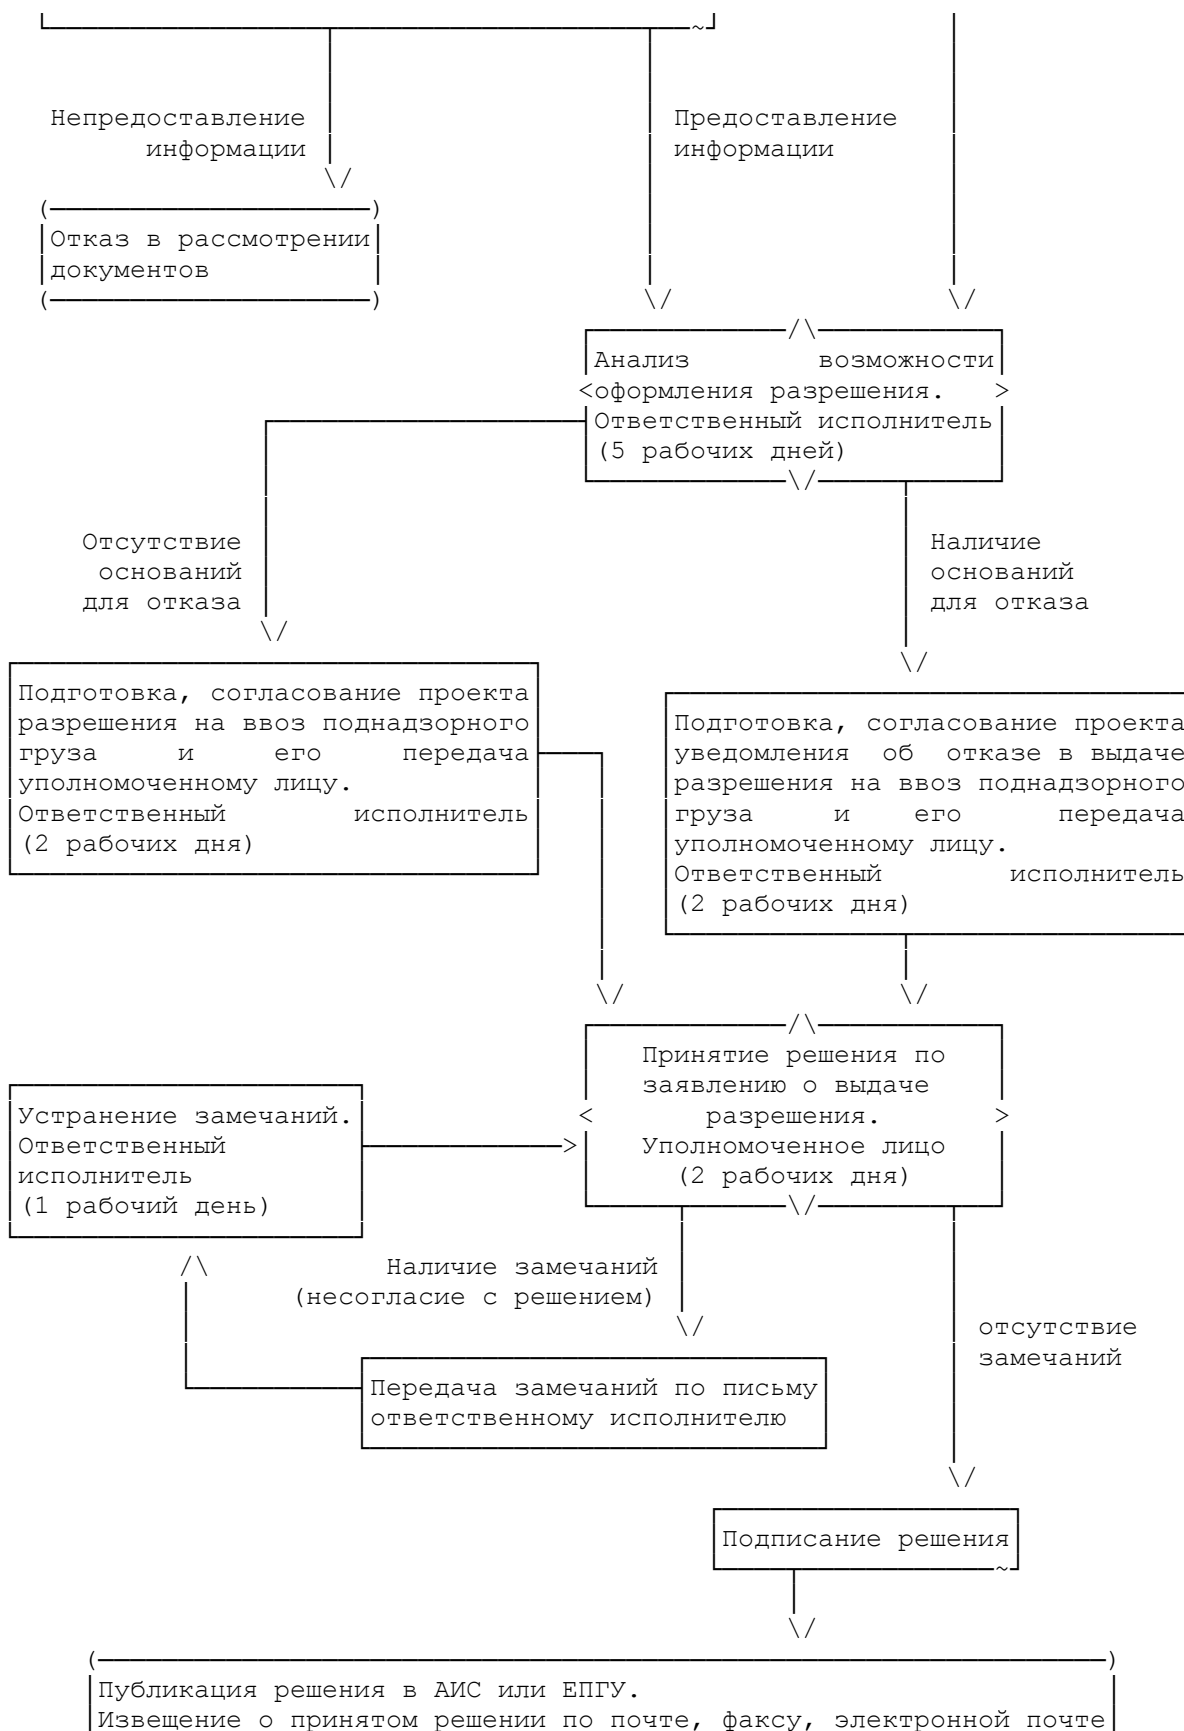 Непредоставление
информации
Предоставление
информации
Отказ в рассмотрении
документов
Анализ возможности
оформления разрешения.
Ответственный исполнитель
(5 рабочих дней)
Отсутствие
оснований
для отказа
Наличие
оснований
для отказа
Подготовка, согласование проекта
разрешения на ввоз поднадзорного
груза и его передача
уполномоченному лицу.
Ответственный исполнитель
(2 рабочих дня)
Подготовка, согласование проекта
уведомления об отказе в выдаче
разрешения на ввоз поднадзорного
груза и его передача
уполномоченному лицу.
Ответственный исполнитель
(2 рабочих дня)
Принятие решения по
заявлению о выдаче
разрешения.
Уполномоченное лицо
(2 рабочих дня)
Устранение замечаний.
Ответственный
исполнитель
(1 рабочий день)
Наличие замечаний
(несогласие с решением)
отсутствие
замечаний
Передача замечаний по письму
ответственному исполнителю
Подписание решения
Публикация решения в АИС или ЕПГУ.
Извещение о принятом решении по почте, факсу, электронной почте